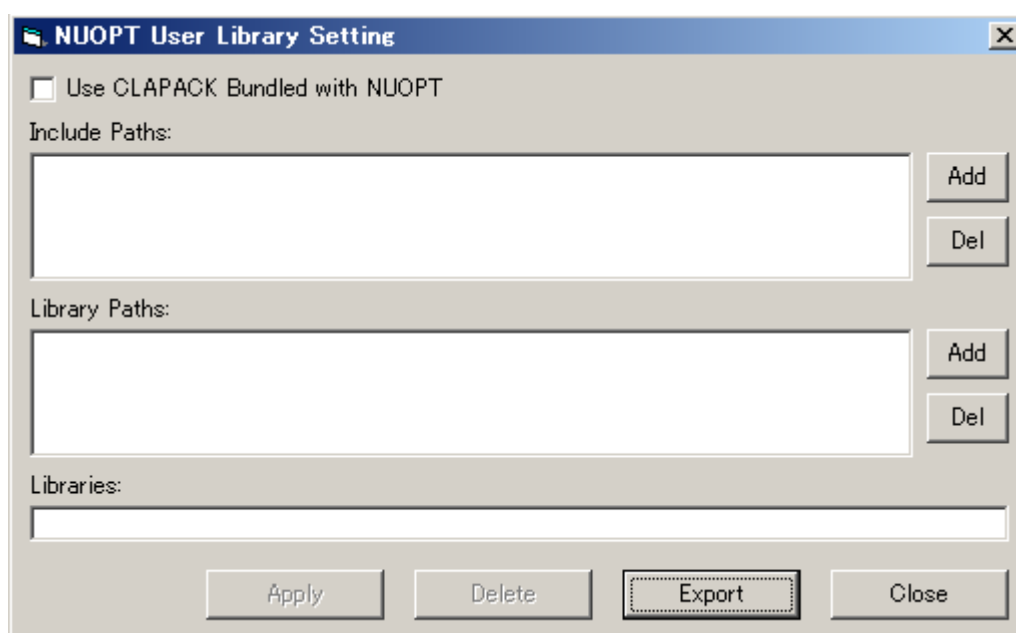 NUOPT User Library Setting
Use CLAPACK Bundled with NUOPT
Include Paths:
Add
Del
Library Paths:
Add
Del
Libraries:
Apply Delete Export Close